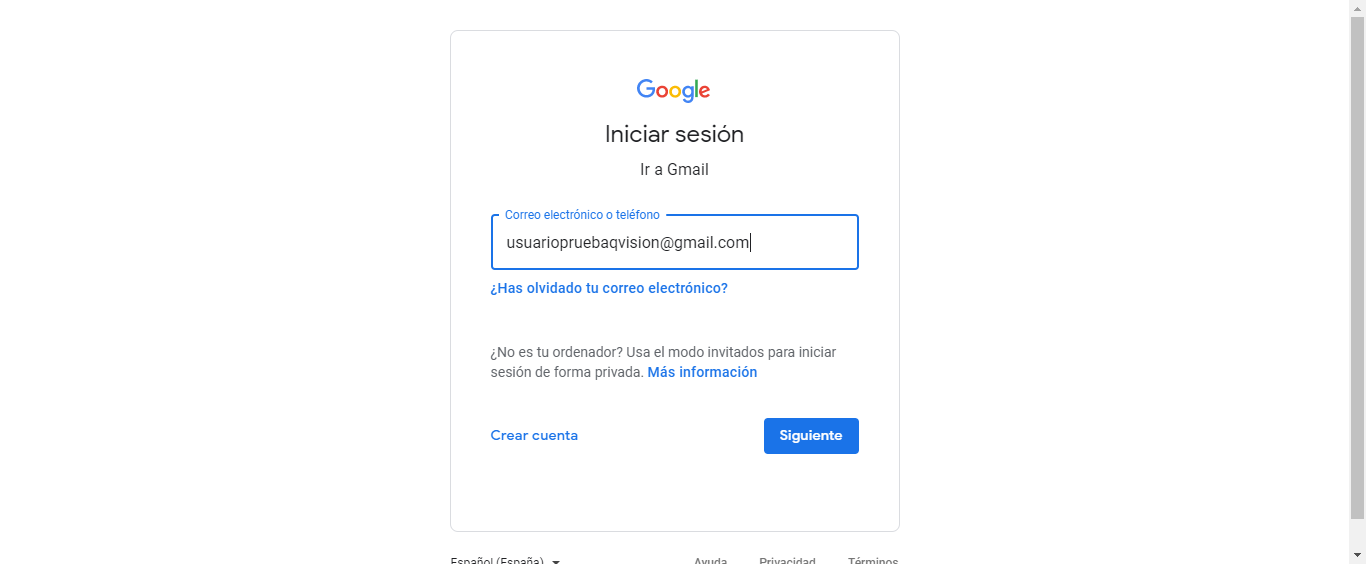 Google
Iniciar sesión
Ir a Gmail
Correo electrónico o teléfono
usuariopruebaqvision@gmail.com
¿Has olvidado tu correo electrónico?
¿No es tu ordenador? Usa el modo invitados para iniciar
sesión de forma privada. Más información
Crear cuenta Siguiente
Español (España) Ayuda Privacidad Términos